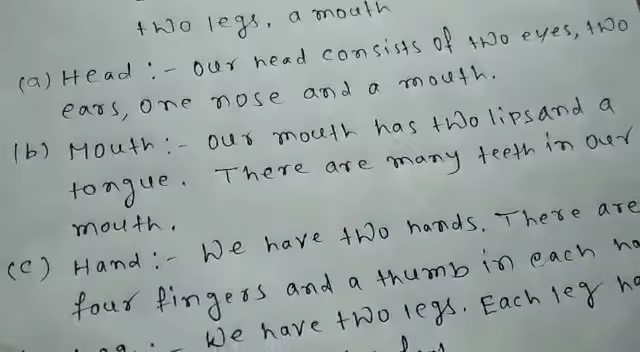 two legs, a mouth
(a) Head :- our head consists of two eyes, two
ears, one nose and a mouth.
(b) Mouth :- our mouth has two lips and a
tongue. There are many teeth in our
mouth.
(c) Hand :- We have two hands. There are
four fingers and a thumb in each
:- We have two legs. Each leg